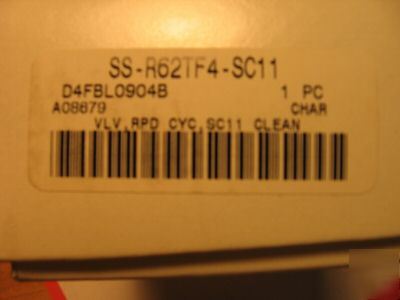 SS-R62TF4-SC11
D4FBL0904B 1 PC
A08679 CHAR
VLV,RPD CYC,SC11 CLEAN